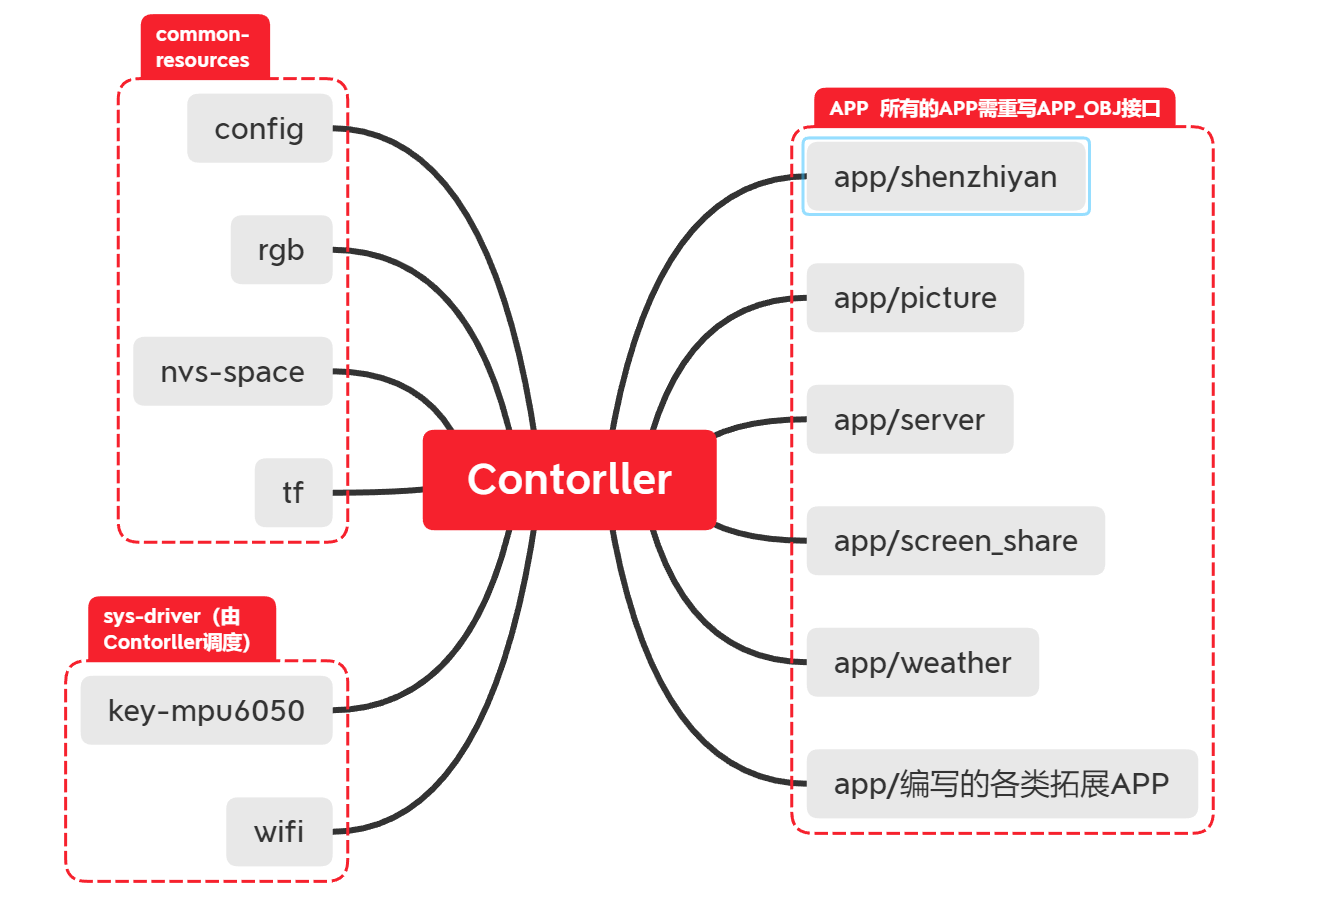 common-
resources
config
rgb
nvs-space
tf
sys-driver（由
Contorller调度）
key-mpu6050
wifi
Contorller
APP  所有的APP需重写APP_OBJ接口
app/shenzhiyan
app/picture
app/server
app/screen_share
app/weather
app/编写的各类拓展APP